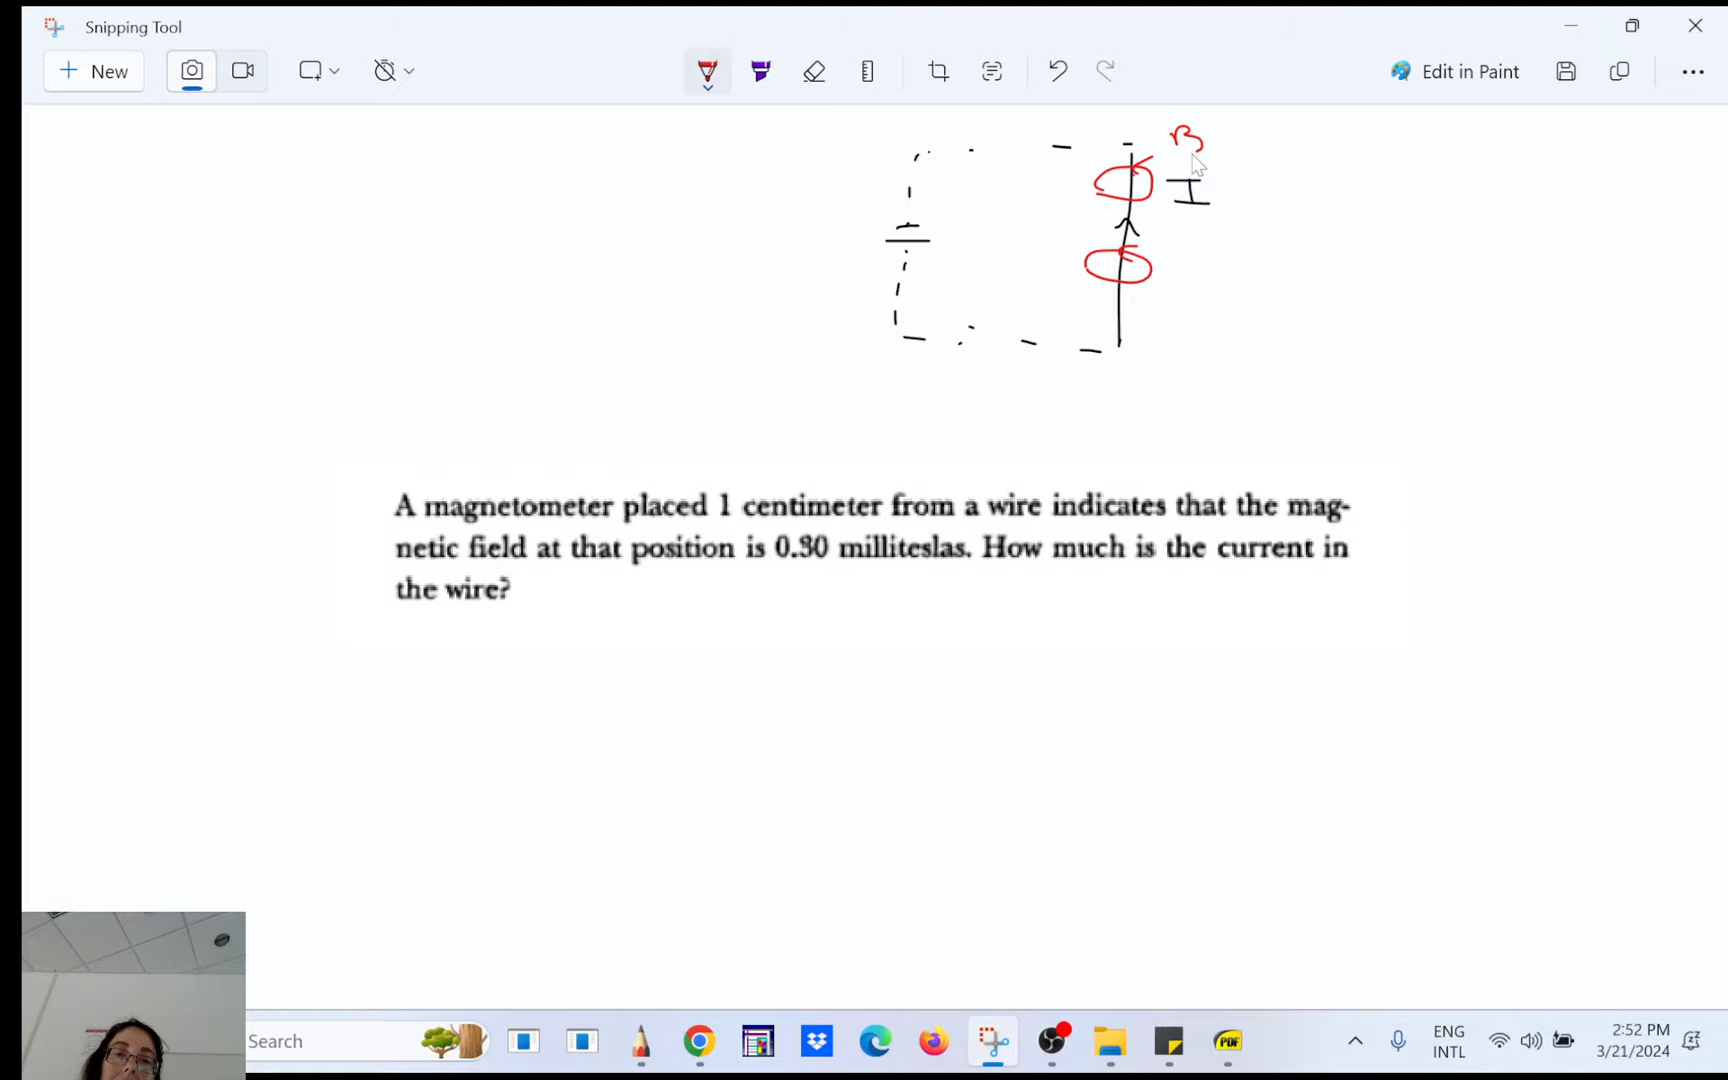 Snipping Tool
New
Edit in Paint
B
I
A magnetometer placed 1 centimeter from a wire indicates that the mag-
netic field at that position is 0.30 milliteslas. How much is the current in
the wire?
Search
PDF
ENG
INTL
2:52 PM
3/21/2024